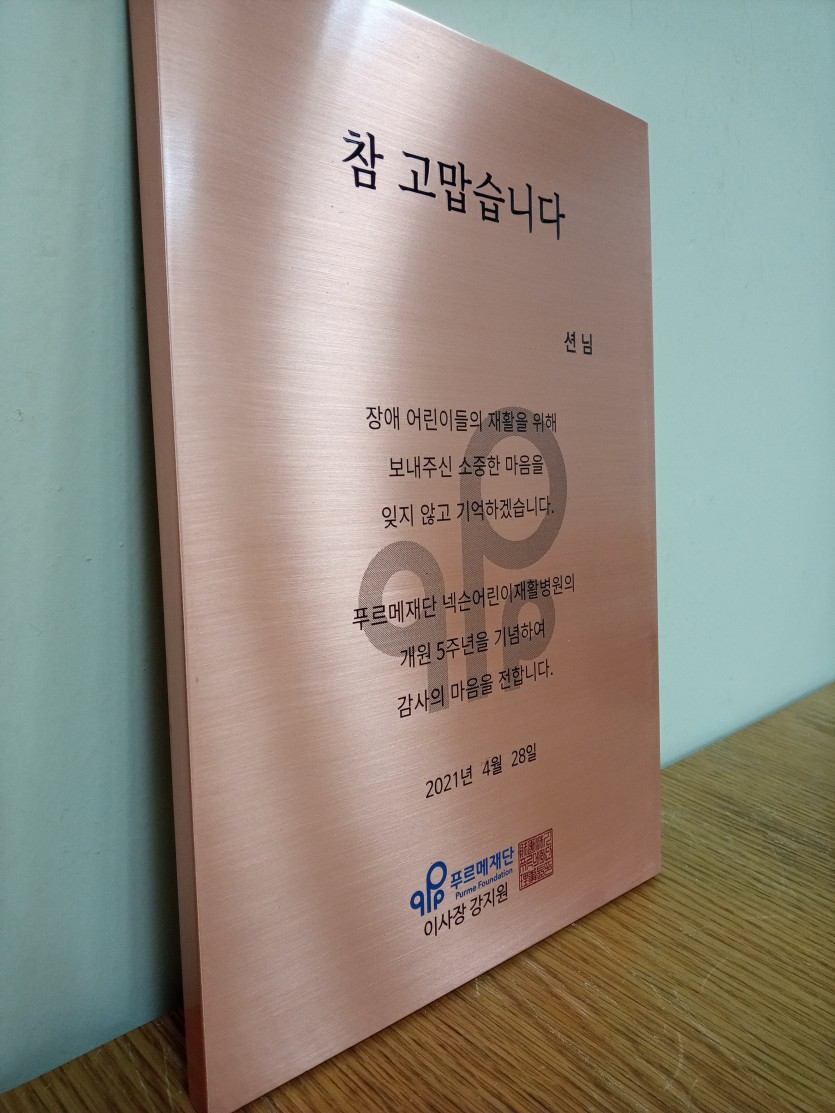 참 고맙습니다
션 님
장애 어린이들의 재활을 위해
보내주신 소중한 마음을
잊지 않고 기억하겠습니다.
푸르메재단 넥슨어린이재활병원의
개원 5주년을 기념하여
감사의 마음을 전합니다.
2021년 4월 28일
푸르메재단
Purme Foundation
이사장 강지원